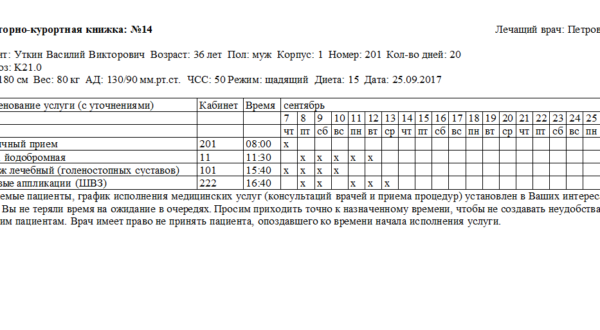 торно-курортная книжка: №14 Лечащий врач: Петров
нт: Уткин Василий Викторович Возраст: 36 лет Пол: муж Корпус: 1 Номер: 201 Кол-во дней: 20
оз: K21.0
180 см Вес: 80 кг АД: 130/90 мм.рт.ст. ЧСС: 50 Режим: щадящий Диета: 15 Дата: 25.09.2017
енование услуги (с уточнениями) Кабинет Время сентябрь
7 8 9 10 11 12 13 14 15 16 17 18 19 20 21 22 23 24 25
чт пт сб вс пн вт ср чт пт сб вс пн вт ср чт пт сб вс пн
чный прием 201 08:00 x
йодобромная 11 11:30 x x x x x
ж лечебный (голеностопных суставов) 101 15:40 x x x x
вые аппликации (ШВЗ) 222 16:40 x x x x x
емые пациенты, график исполнения медицинских услуг (консультаций врачей и приема процедур) установлен в Ваших интерес
Вы не теряли время на ожидание в очередях. Просим приходить точно к назначенному времени, чтобы не создавать неудобства
им пациентам. Врач имеет право не принять пациента, опоздавшего ко времени начала исполнения услуги.